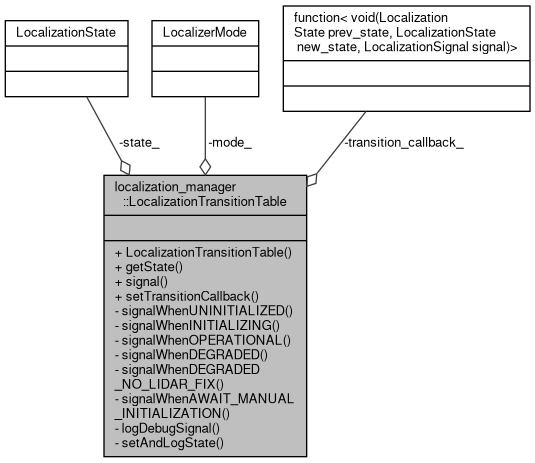 LocalizationState
LocalizerMode
function< void(Localization
State prev_state, LocalizationState
new_state, LocalizationSignal signal)>
-state_
-mode_
-transition_callback_
localization_manager
::LocalizationTransitionTable
+ LocalizationTransitionTable()
+ getState()
+ signal()
+ setTransitionCallback()
- signalWhenUNINITIALIZED()
- signalWhenINITIALIZING()
- signalWhenOPERATIONAL()
- signalWhenDEGRADED()
- signalWhenDEGRADED
_NO_LIDAR_FIX()
- signalWhenAWAIT_MANUAL
_INITIALIZATION()
- logDebugSignal()
- setAndLogState()